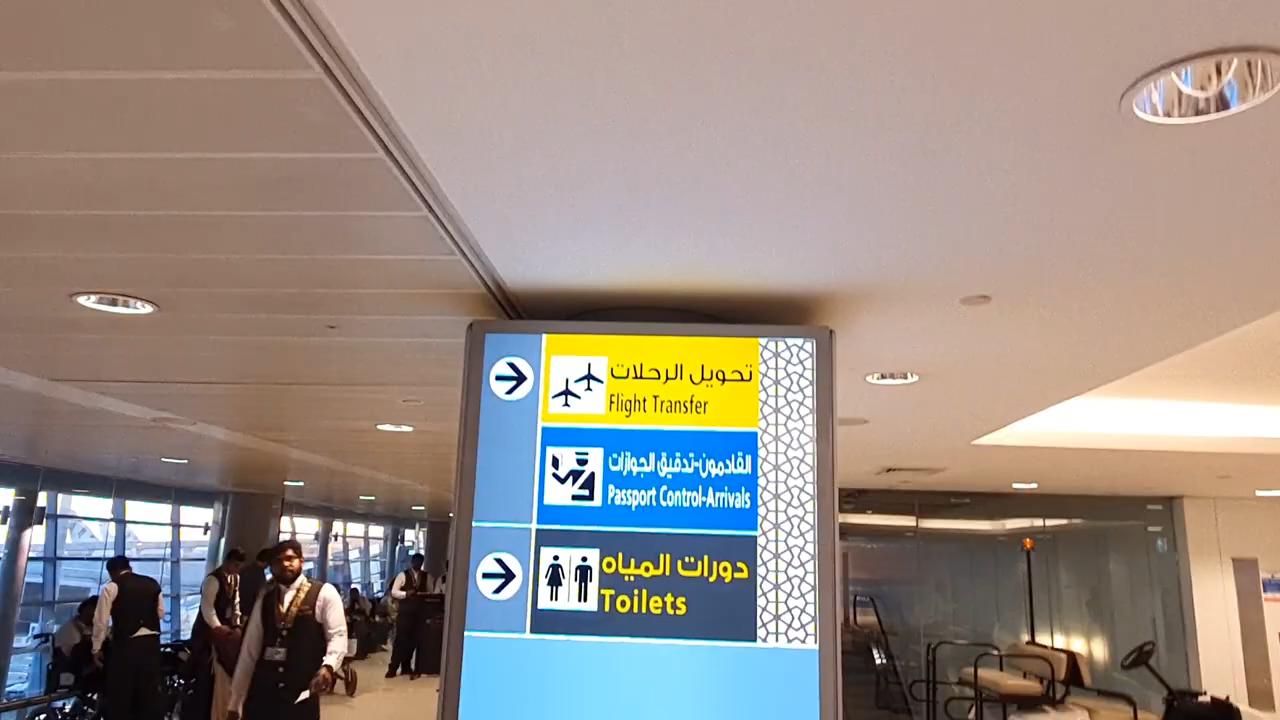 تحويل الرحلات
Flight Transfer
القادمون-تدقيق الجوازات
Passport Control-Arrivals
دورات المياه
Toilets